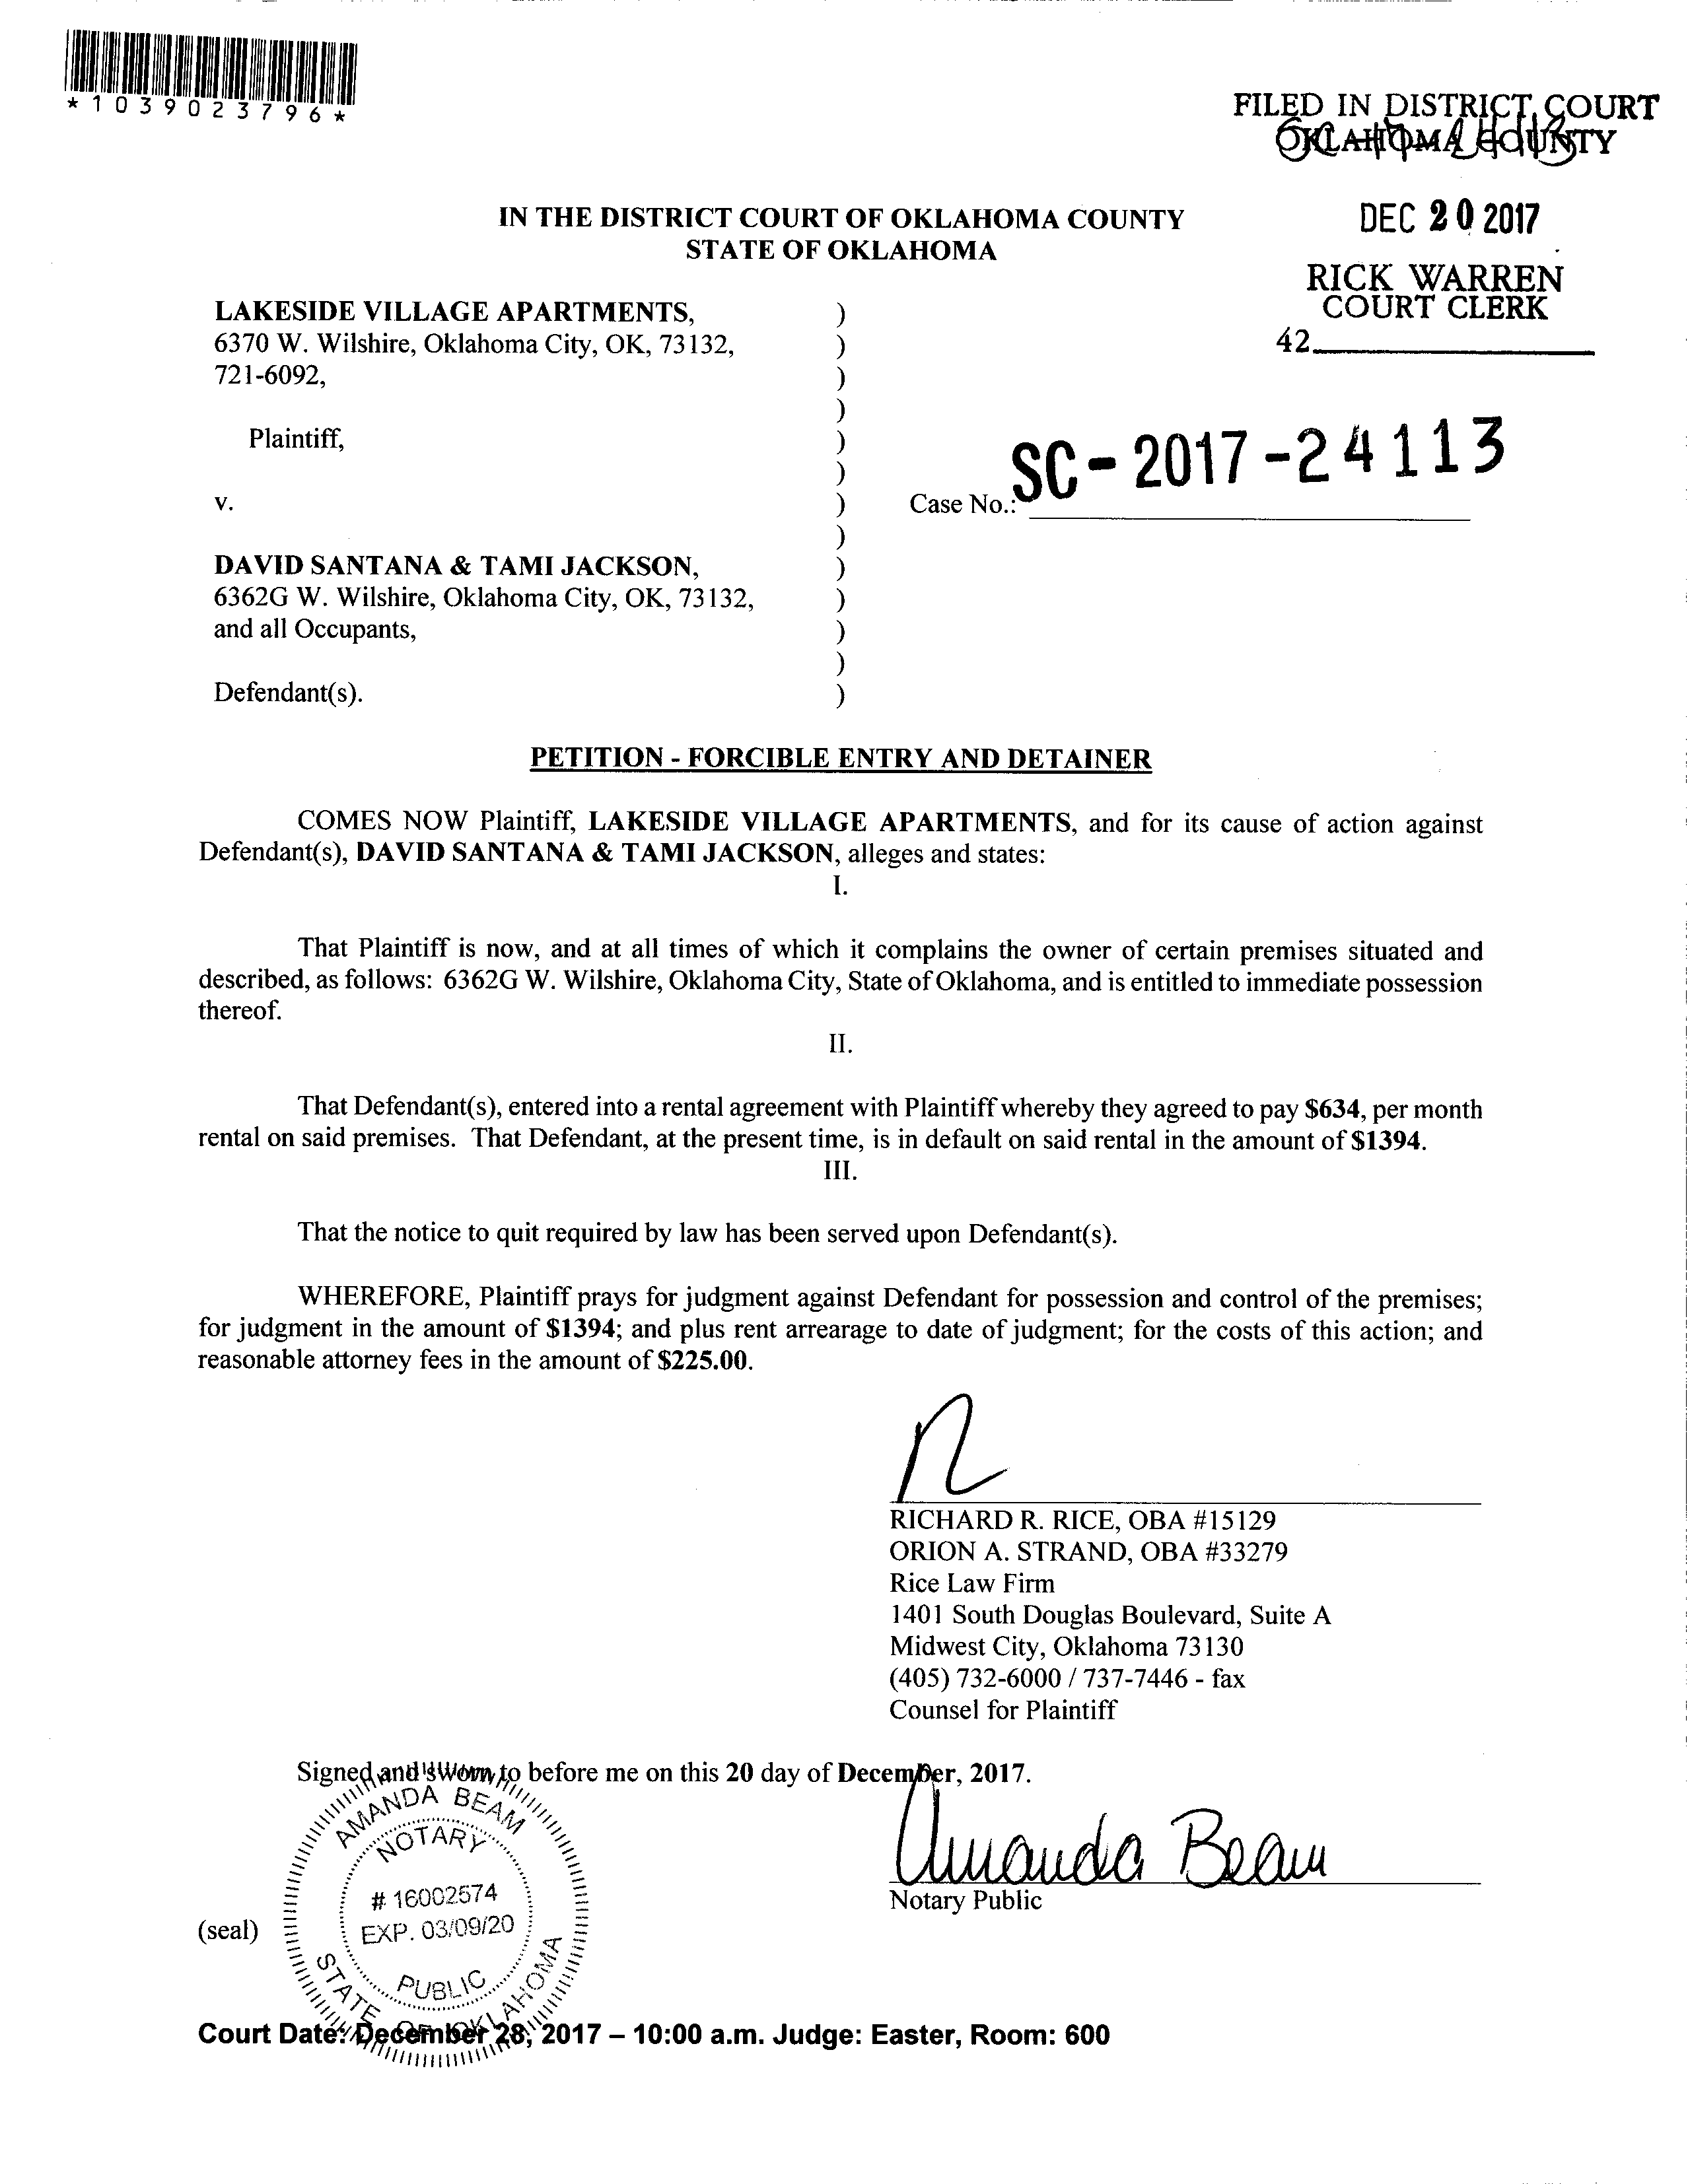 *1039023796*
FILED IN DISTRICT COURT
OKLAHOMA COUNTY
DEC 20 2017
RICK WARREN
COURT CLERK
42
IN THE DISTRICT COURT OF OKLAHOMA COUNTY
STATE OF OKLAHOMA
LAKESIDE VILLAGE APARTMENTS, )
6370 W. Wilshire, Oklahoma City, OK, 73132, )
721-6092, )
)
Plaintiff, )
)
v. )
)
DAVID SANTANA & TAMI JACKSON, )
6362G W. Wilshire, Oklahoma City, OK, 73132, )
and all Occupants, )
)
Defendant(s). )
Case No.: SC-2017-24113
PETITION - FORCIBLE ENTRY AND DETAINER
COMES NOW Plaintiff, LAKESIDE VILLAGE APARTMENTS, and for its cause of action against
Defendant(s), DAVID SANTANA & TAMI JACKSON, alleges and states:
I.
That Plaintiff is now, and at all times of which it complains the owner of certain premises situated and
described, as follows: 6362G W. Wilshire, Oklahoma City, State of Oklahoma, and is entitled to immediate possession
thereof.
II.
That Defendant(s), entered into a rental agreement with Plaintiff whereby they agreed to pay $634, per month
rental on said premises. That Defendant, at the present time, is in default on said rental in the amount of $1394.
III.
That the notice to quit required by law has been served upon Defendant(s).
WHEREFORE, Plaintiff prays for judgment against Defendant for possession and control of the premises;
for judgment in the amount of $1394; and plus rent arrearage to date of judgment; for the costs of this action; and
reasonable attorney fees in the amount of $225.00.
RICHARD R. RICE, OBA #15129
ORION A. STRAND, OBA #33279
Rice Law Firm
1401 South Douglas Boulevard, Suite A
Midwest City, Oklahoma 73130
(405) 732-6000 / 737-7446 - fax
Counsel for Plaintiff
Signed and sworn to before me on this 20 day of December, 2017.
Amanda Beam
Notary Public
(seal)
AMANDA BEAM
NOTARY
# 16002574
EXP. 03/09/20
PUBLIC
STATE OF OKLAHOMA
Court Date: December 28, 2017 – 10:00 a.m. Judge: Easter, Room: 600